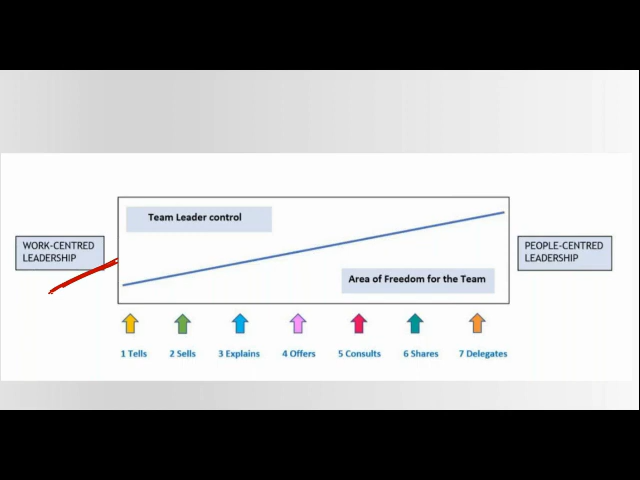 Team Leader control
WORK-CENTRED
LEADERSHIP
PEOPLE-CENTRED
LEADERSHIP
Area of Freedom for the Team
1 Tells
2 Sells
3 Explains
4 Offers
5 Consults
6 Shares
7 Delegates